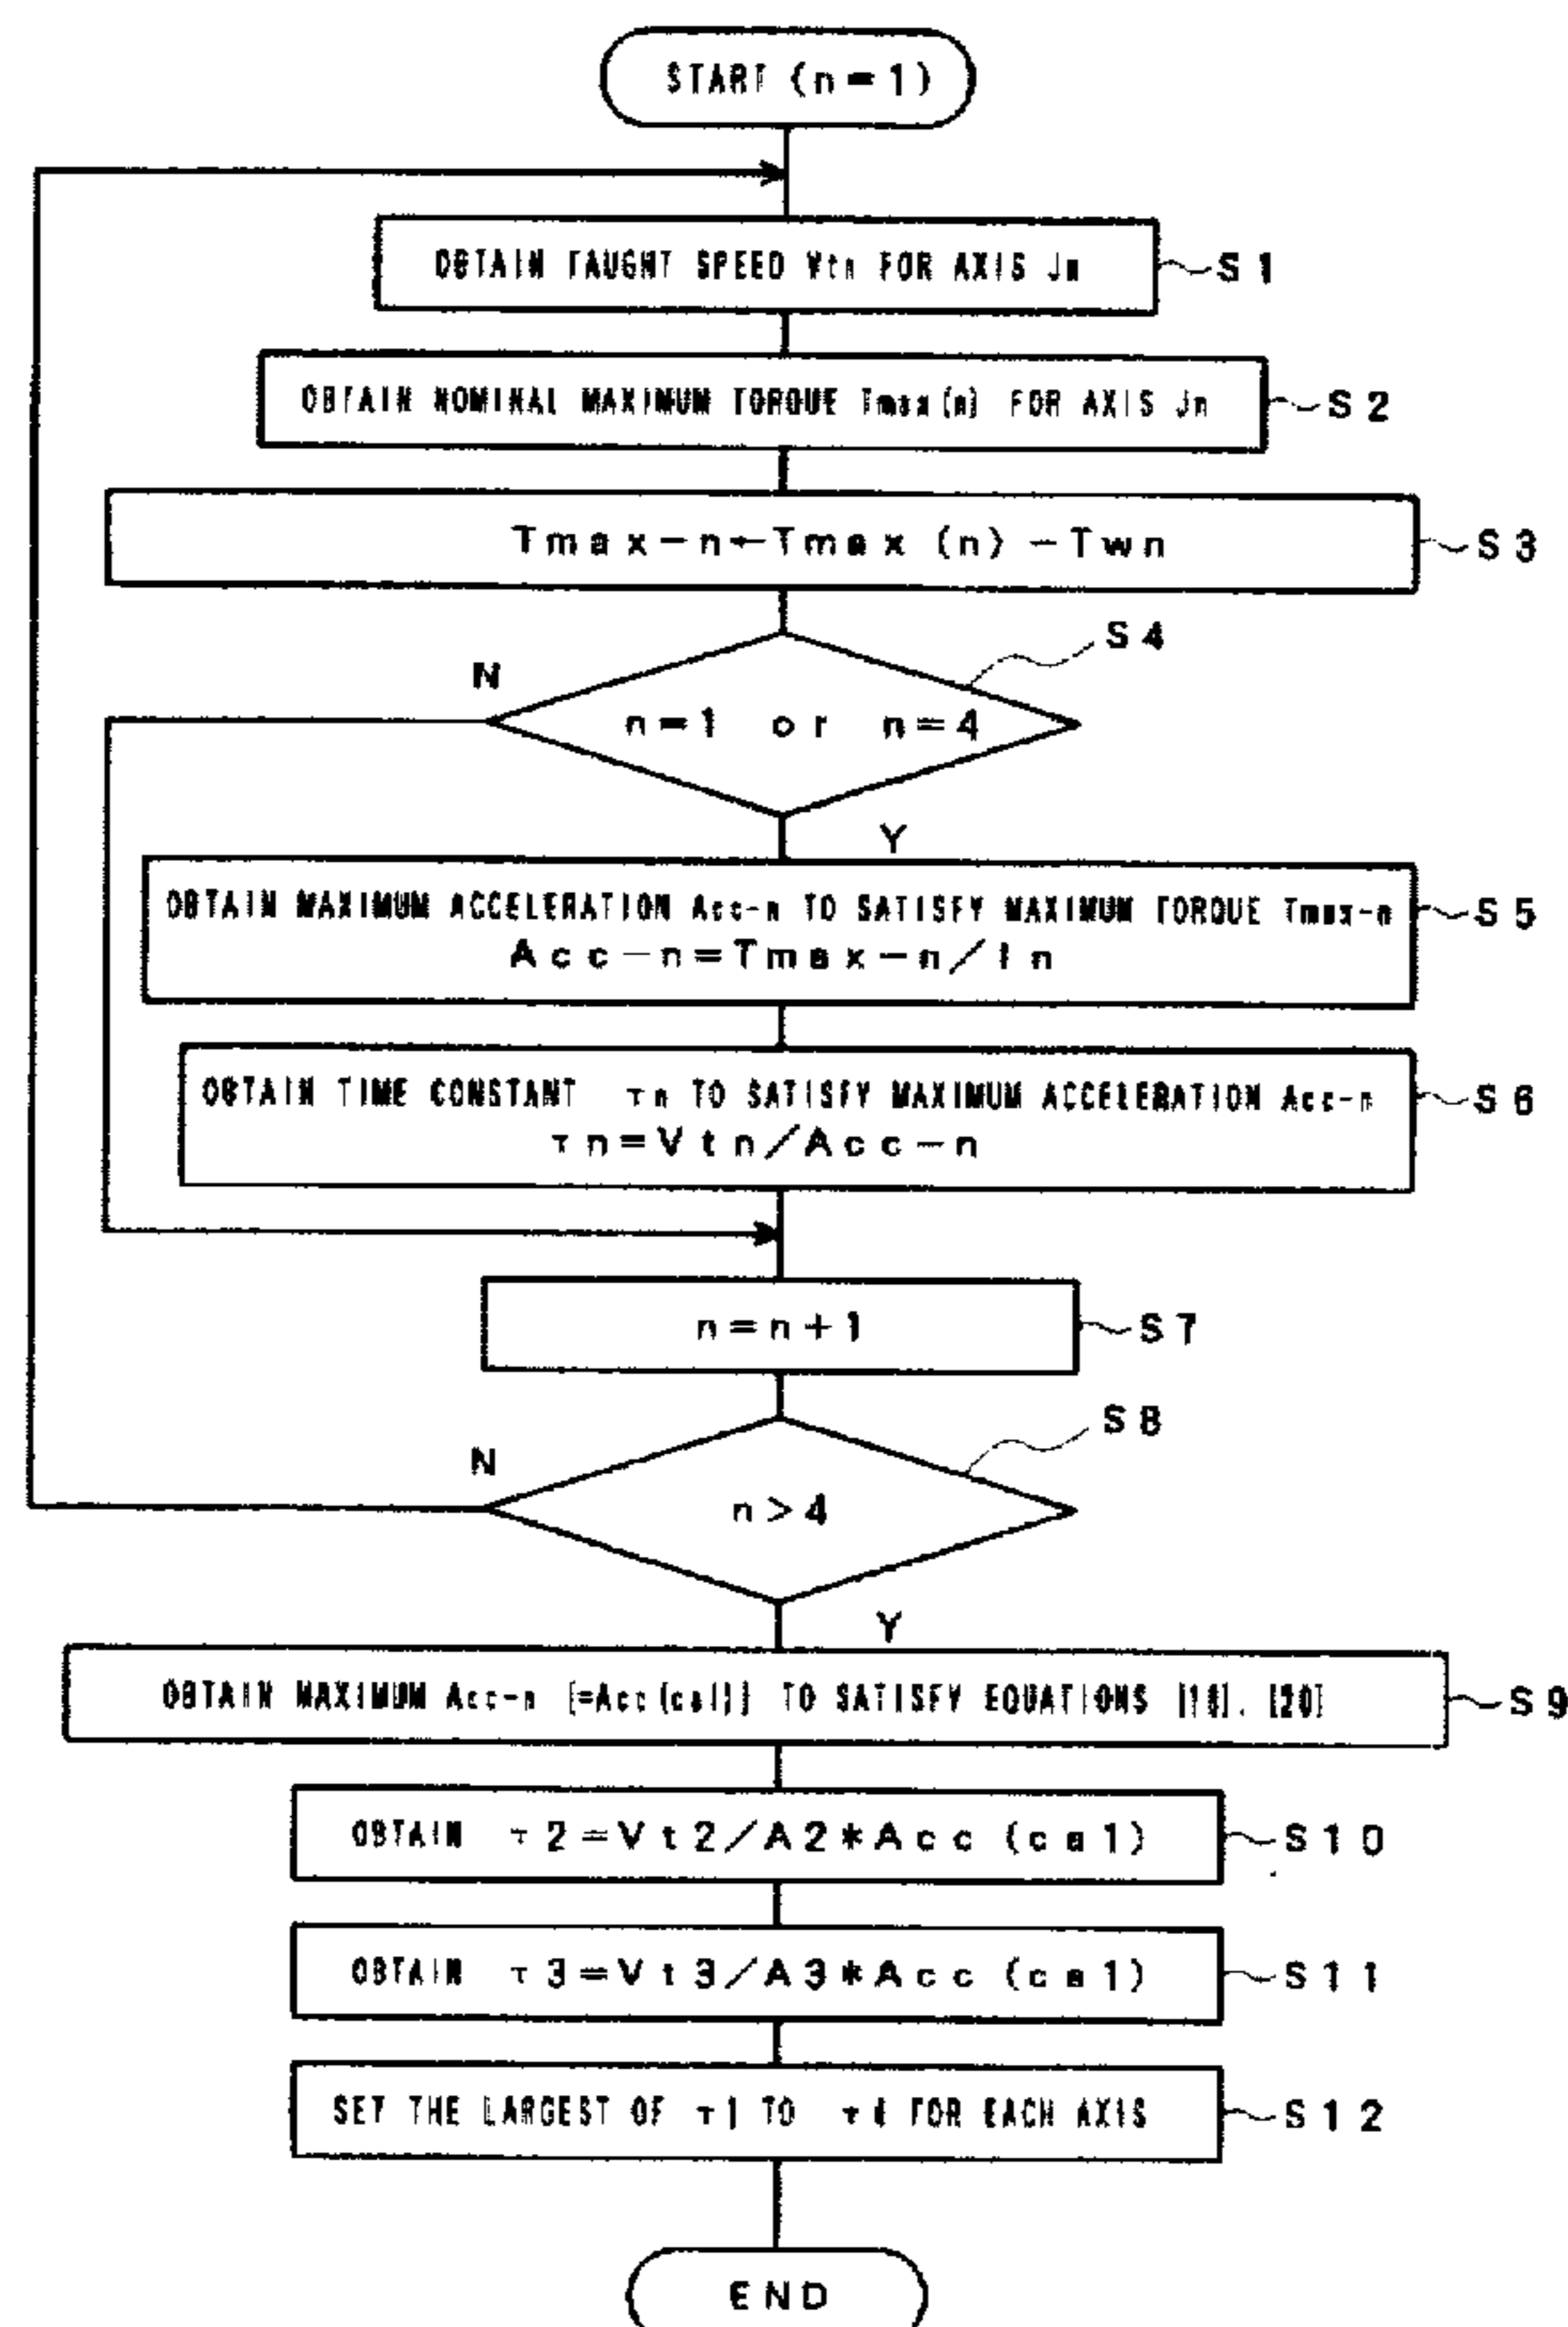 START (n=1)
OBTAIN TAUGHT SPEED Vtn FOR AXIS Jn
S1
OBTAIN NOMINAL MAXIMUM TORQUE Tmax(n) FOR AXIS Jn
S2
Tmax-n←Tmax(n)-Twn
S3
S4
N
n=1 or n=4
Y
OBTAIN MAXIMUM ACCELERATION Acc-n TO SATISFY MAXIMUM TORQUE Tmax-n
Acc-n=Tmax-n/In
S5
OBTAIN TIME CONSTANT τn TO SATISFY MAXIMUM ACCELERATION Acc-n
τn=Vtn/Acc-n
S6
n=n+1
S7
S8
N
n>4
Y
OBTAIN MAXIMUM Acc-n [=Acc(cal)] TO SATISFY EQUATIONS [20]
S9
OBTAIN τ2=Vt2/A2*Acc(cal)
S10
OBTAIN τ3=Vt3/A3*Acc(cal)
S11
SET THE LARGEST OF τ1 TO τ4 FOR EACH AXIS
S12
END